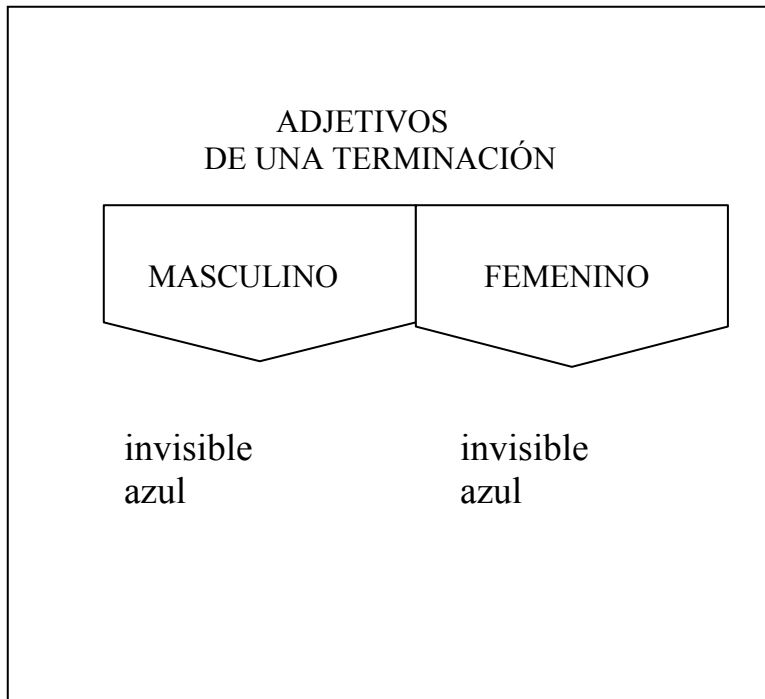 ADJETIVOS
DE UNA TERMINACIÓN
MASCULINO
FEMENINO
invisible
azul
invisible
azul